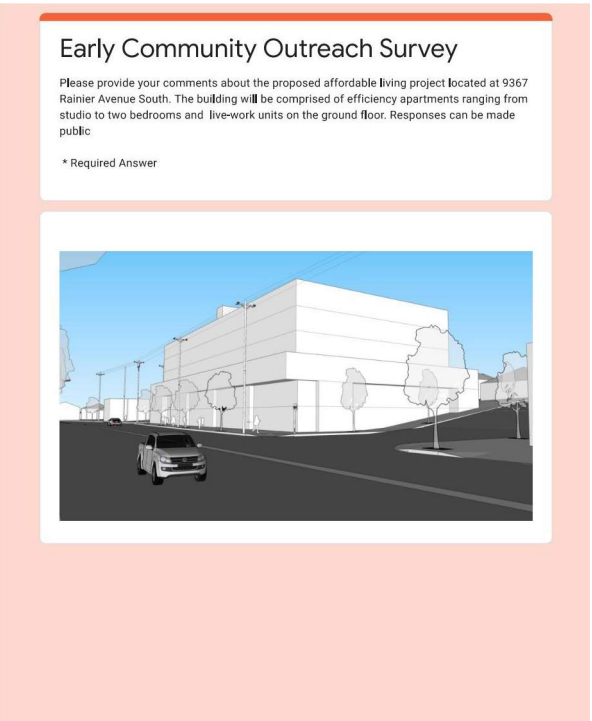 Early Community Outreach Survey
Please provide your comments about the proposed affordable living project located at 9367
Rainier Avenue South. The building will be comprised of efficiency apartments ranging from
studio to two bedrooms and live-work units on the ground floor. Responses can be made
public
* Required Answer